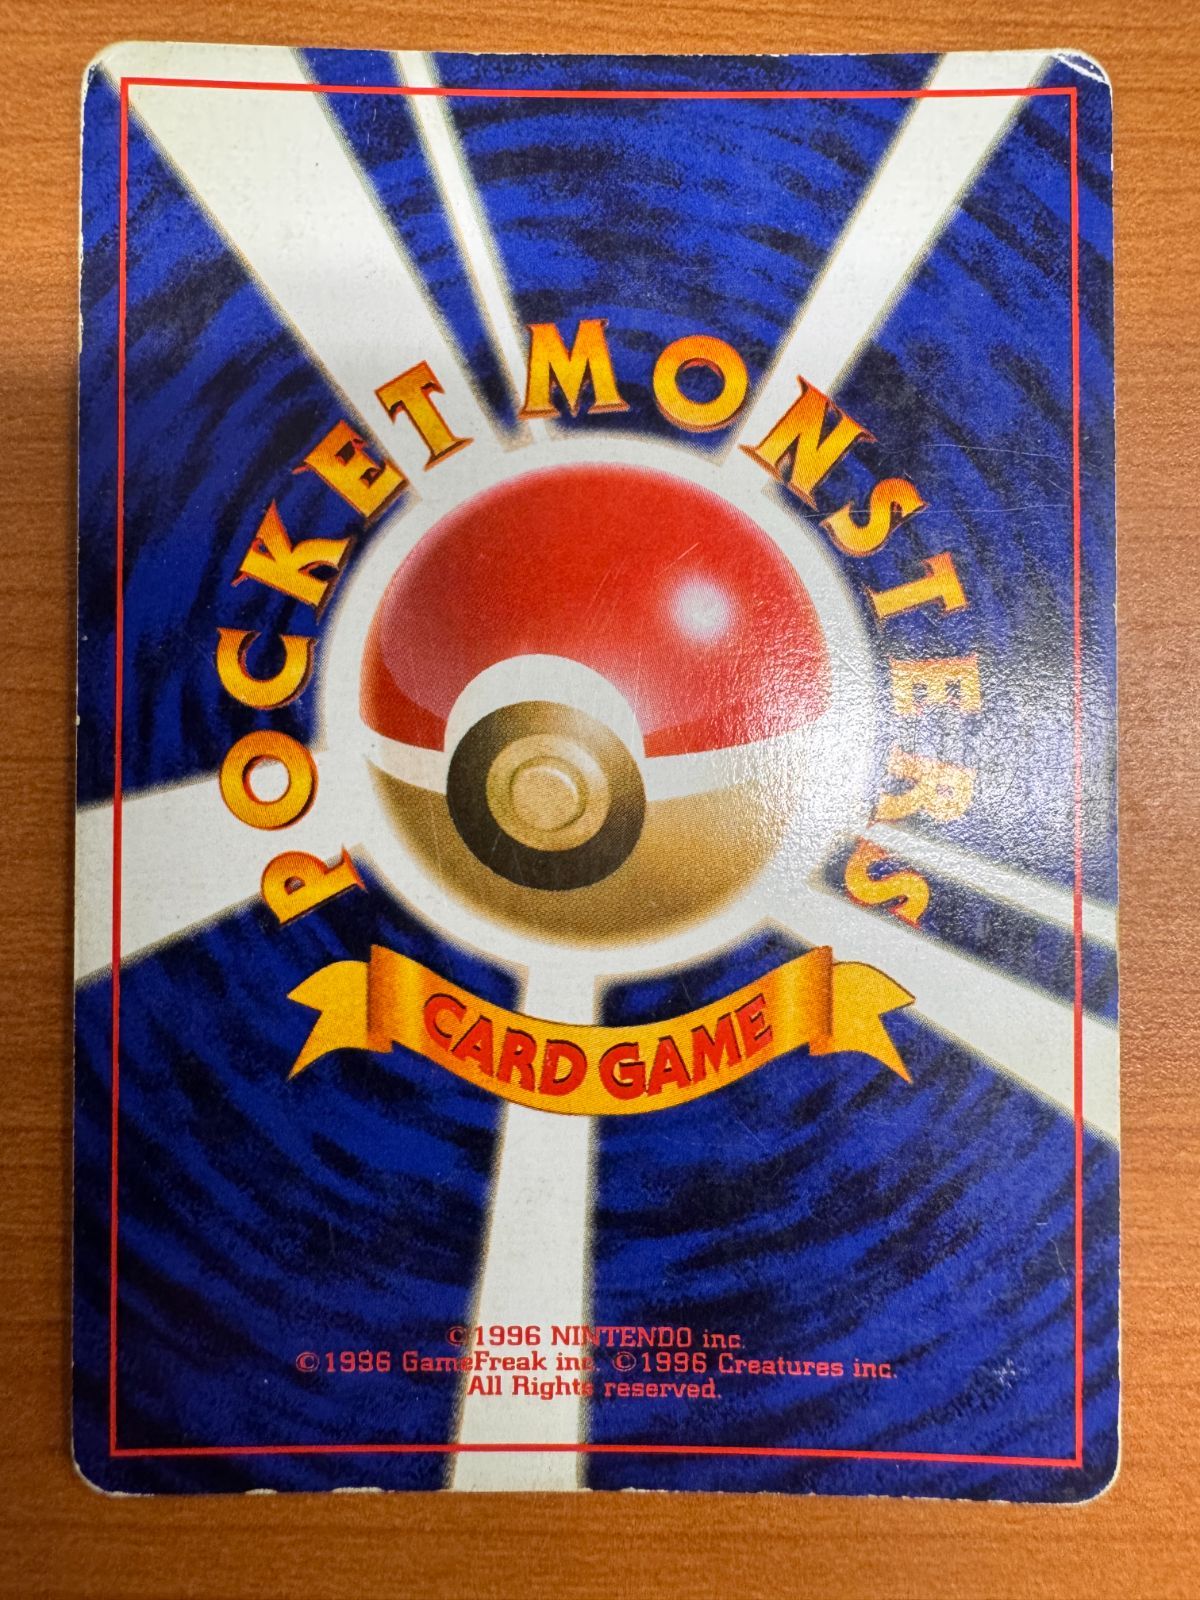 POCKET MONSTERS
CARD GAME
©1996 NINTENDO inc.
©1996 GameFreak inc. ©1996 Creatures inc.
All Rights reserved.